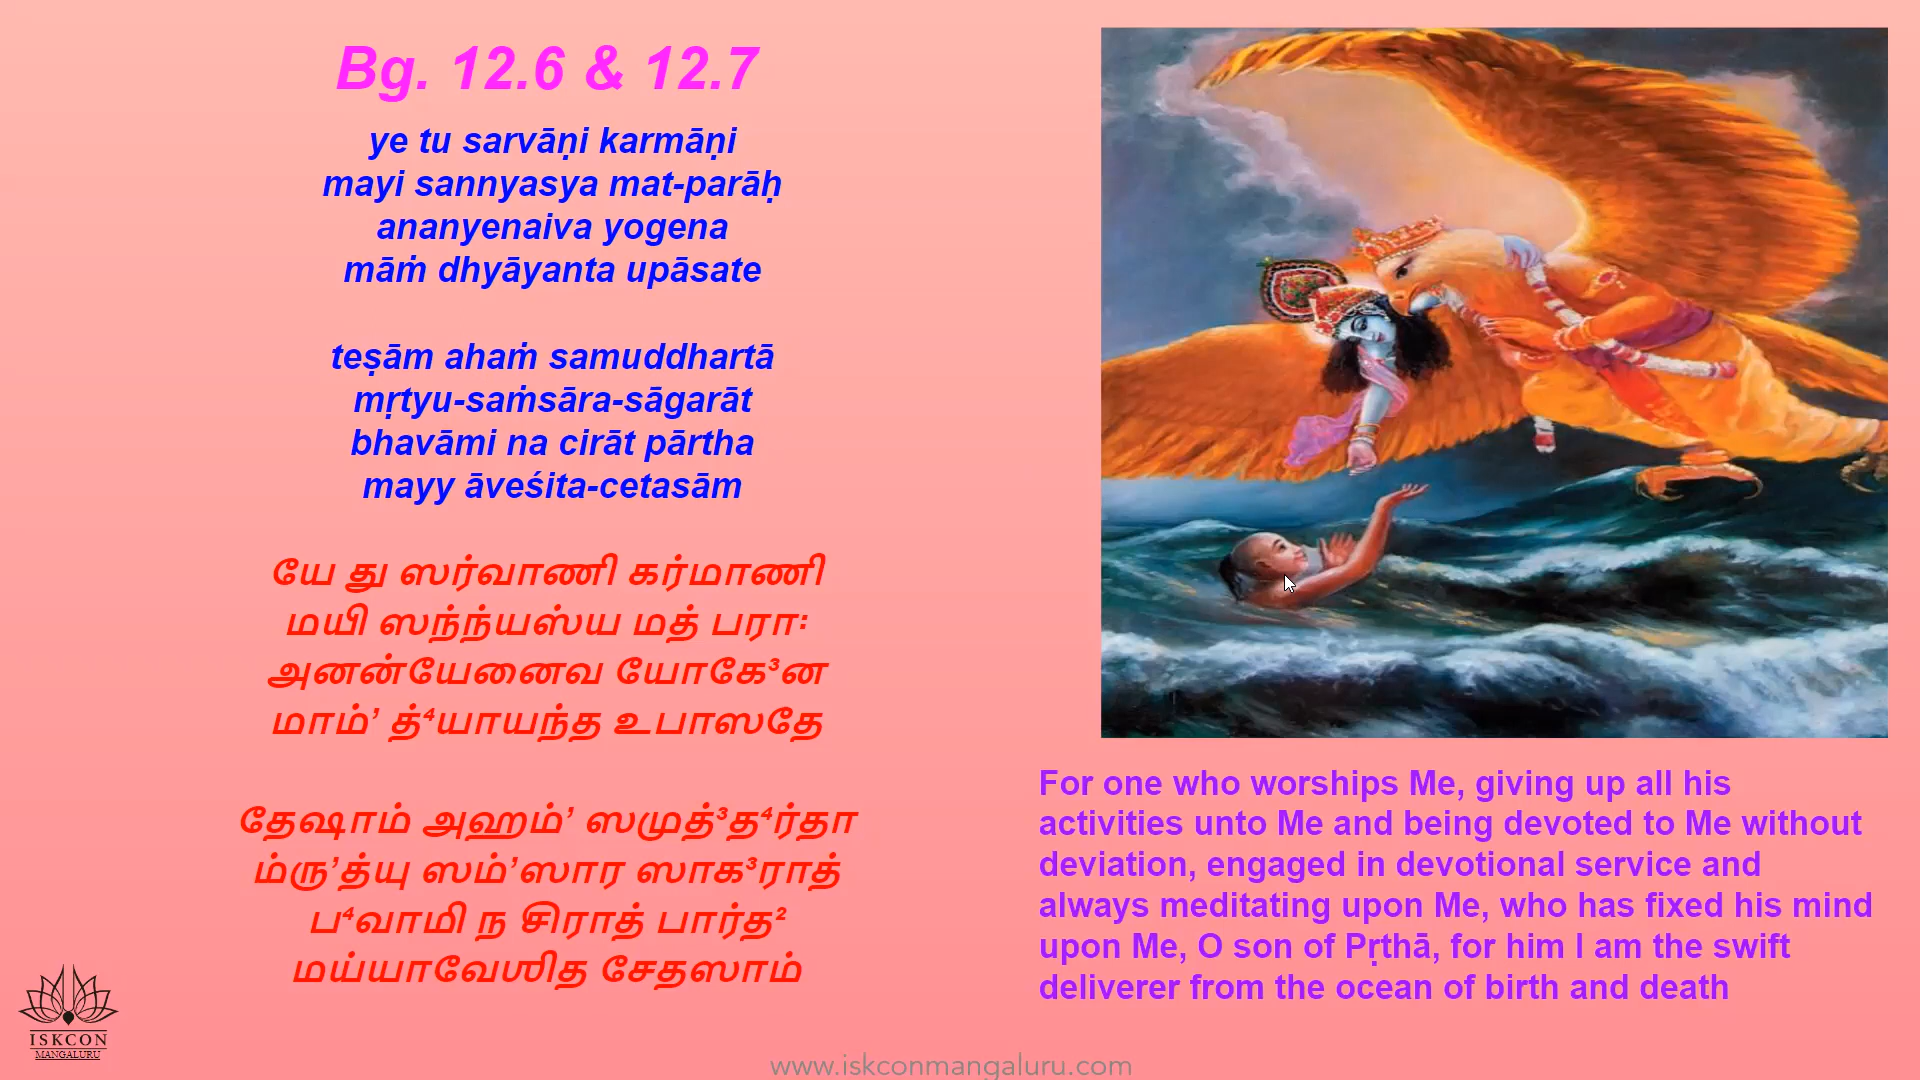 Bg. 12.6 & 12.7
ye tu sarvāṇi karmāṇi
mayi sannyasya mat-parāḥ
ananyenaiva yogena
māṁ dhyāyanta upāsate
teṣām ahaṁ samuddhartā
mṛtyu-saṁsāra-sāgarāt
bhavāmi na cirāt pārtha
mayy āveśita-cetasām
யே து ஸர்வாணி கர்மாணி
மயி ஸந்ந்யஸ்ய மத் பரா:
அனன்யேனைவ யோகே³ன
மாம்ʼ த்⁴யாயந்த உபாஸதே
தேஷாம் அஹம்ʼ ஸமுத்³த⁴ர்தா
ம்ருʼத்யு ஸம்ʼஸார ஸாக³ராத்
ப⁴வாமி ந சிராத் பார்த²
மய்யாவேஶித சேதஸாம்
For one who worships Me, giving up all his
activities unto Me and being devoted to Me without
deviation, engaged in devotional service and
always meditating upon Me, who has fixed his mind
upon Me, O son of Pṛthā, for him I am the swift
deliverer from the ocean of birth and death
ISKCON
MANGALURU
www.iskconmangaluru.com